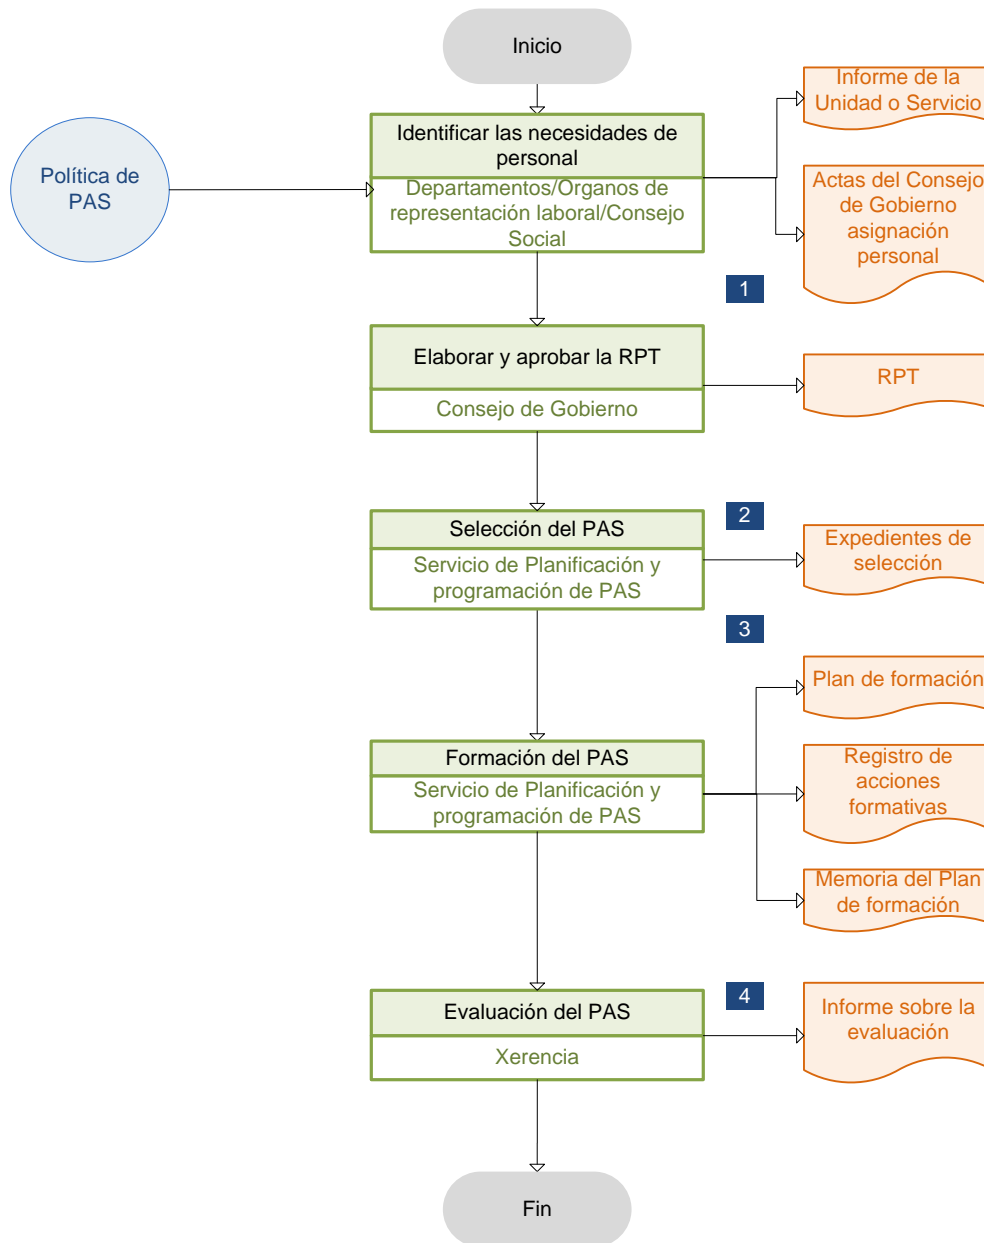 Inicio
Informe de la
Unidad o Servicio
Identificar las necesidades de
personal
Política de
PAS
Departamentos/Organos de
representación laboral/Consejo
Social
Actas del Consejo
de Gobierno
asignación
personal
1
Elaborar y aprobar la RPT
Consejo de Gobierno
RPT
2
Selección del PAS
Servicio de Planificación y
programación de PAS
Expedientes de
selección
3
Plan de formación
Formación del PAS
Servicio de Planificación y
programación de PAS
Registro de
acciones
formativas
Memoria del Plan
de formación
4
Evaluación del PAS
Xerencia
Informe sobre la
evaluación
Fin